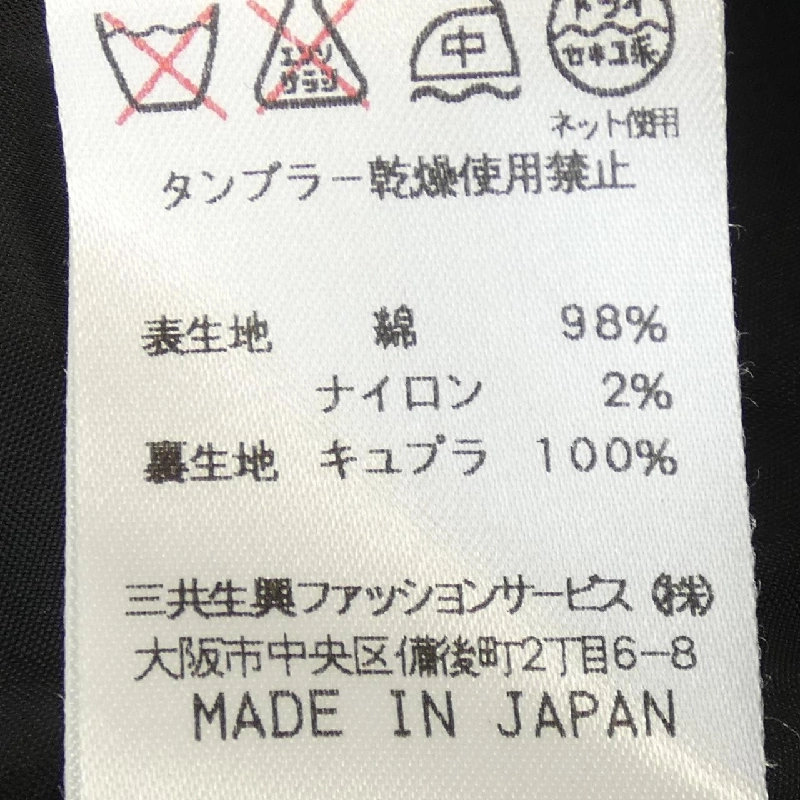 エンソ
サラシ
中
ドライ
セキユ系
ネット使用
タンブラー乾燥使用禁止
表生地 綿 98%
ナイロン 2%
裏生地 キュプラ 100%
三共生興ファッションサービス(株)
大阪市中央区備後町2丁目6-8
MADE IN JAPAN